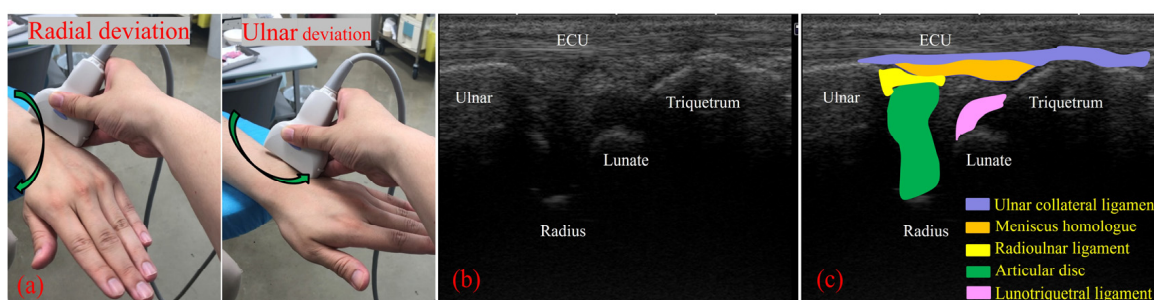 Radial deviation
Ulnar deviation
(a)
ECU
Ulnar
Triquetrum
Lunate
Radius
(b)
ECU
Ulnar
Triquetrum
Lunate
Radius
(c)
Ulnar collateral ligament
Meniscus homologue
Radioulnar ligament
Articular disc
Lunotriquetral ligament